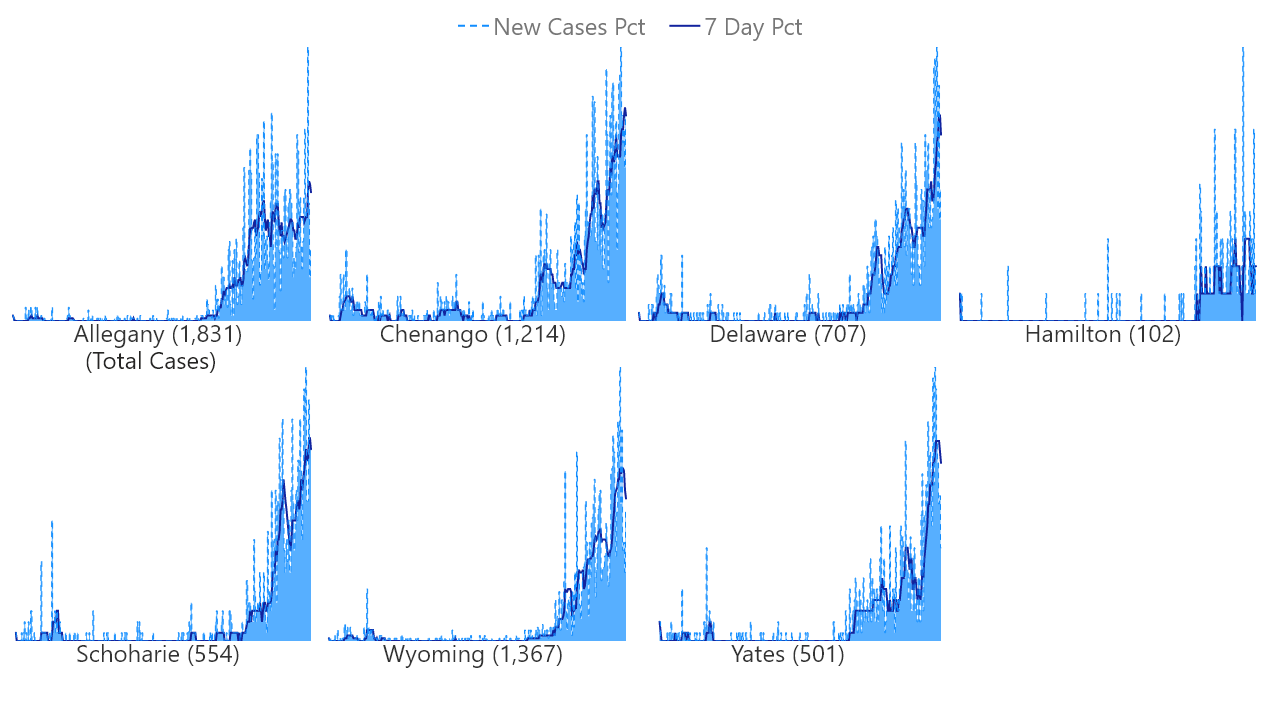 New Cases Pct 7 Day Pct
Allegany (1,831)
(Total Cases)
Chenango (1,214)
Delaware (707)
Hamilton (102)
Schoharie (554)
Wyoming (1,367)
Yates (501)